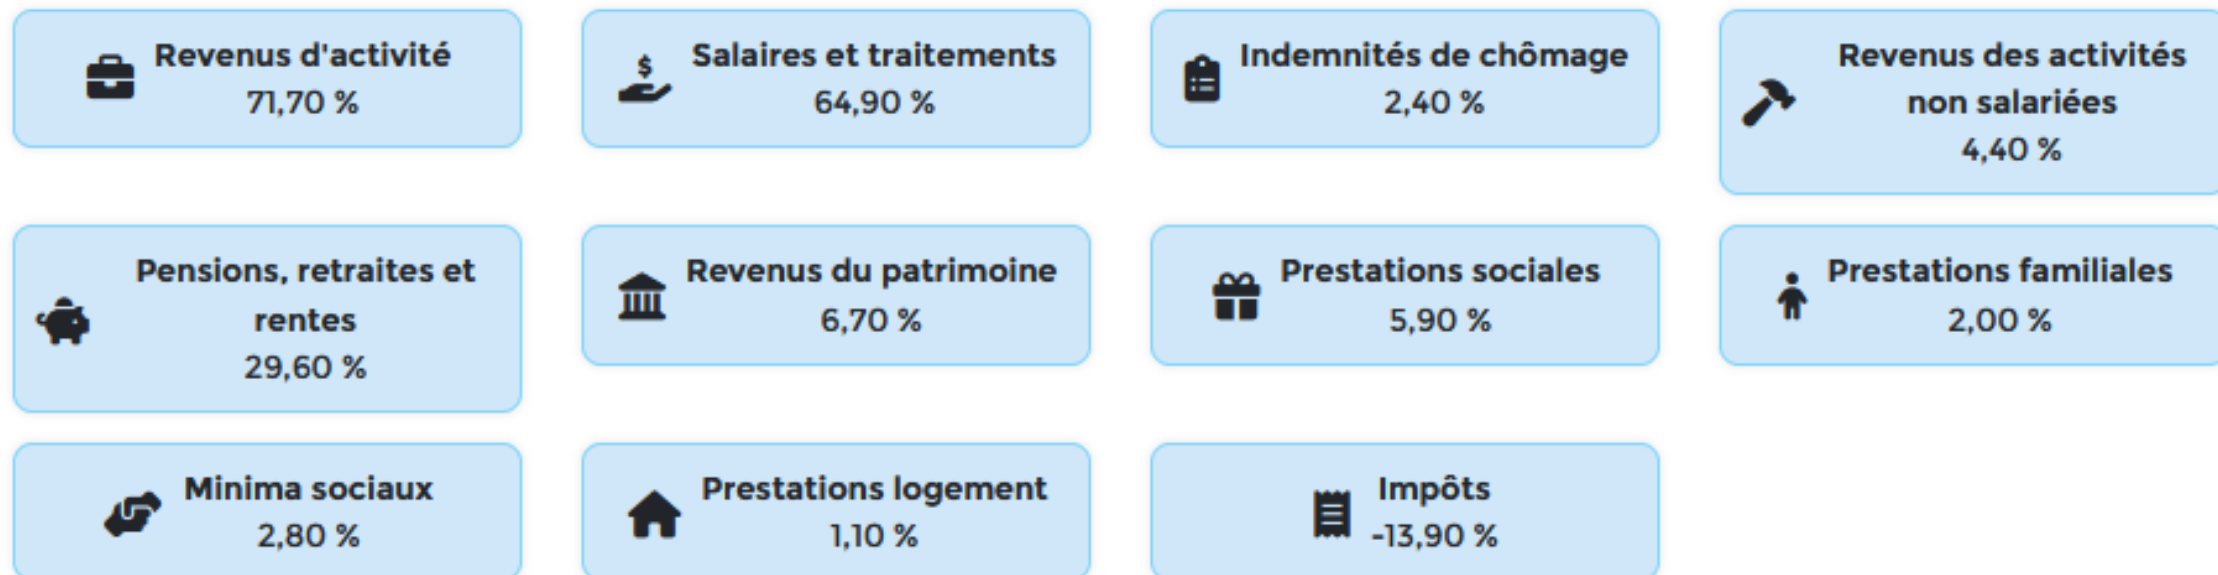 Revenus d'activité
71,70 %
Salaires et traitements
64,90 %
Indemnités de chômage
2,40 %
Revenus des activités
non salariées
4,40 %
Pensions, retraites et
rentes
29,60 %
Revenus du patrimoine
6,70 %
Prestations sociales
5,90 %
Prestations familiales
2,00 %
Minima sociaux
2,80 %
Prestations logement
1,10 %
Impôts
-13,90 %